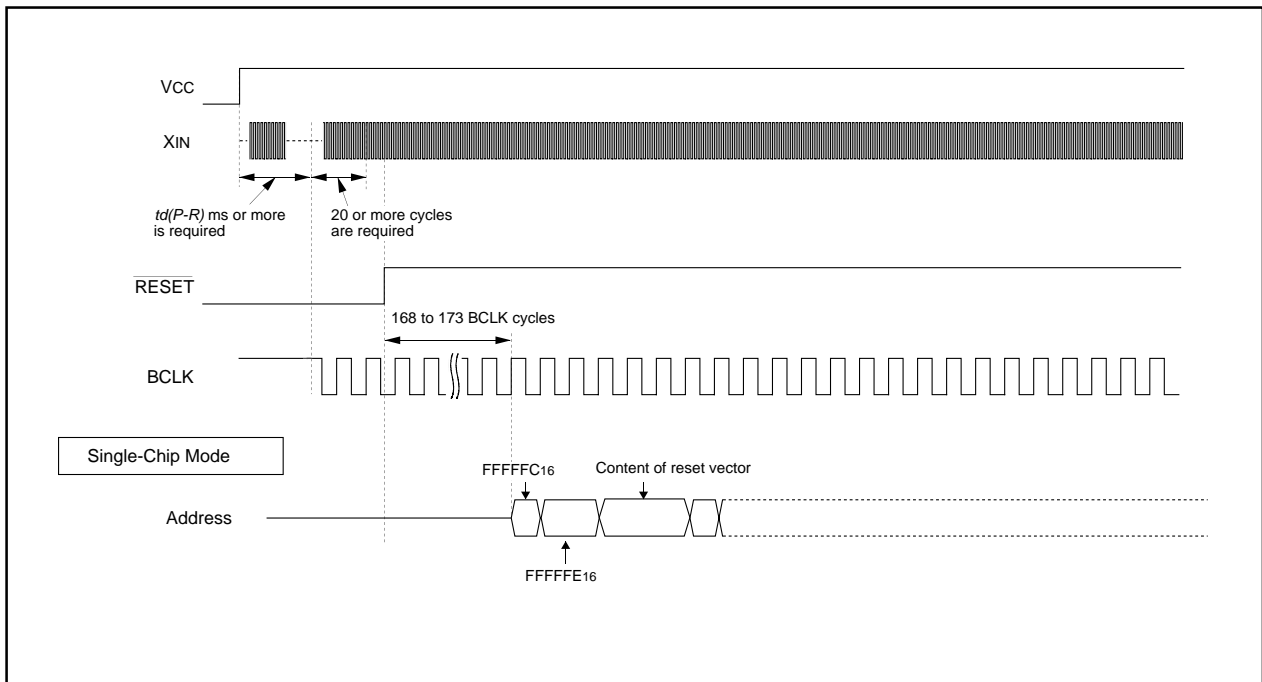 VCC
XIN
td(P-R) ms or more
is required
20 or more cycles
are required
RESET
168 to 173 BCLK cycles
BCLK
Single-Chip Mode
FFFFFC16
Content of reset vector
Address
FFFFFE16